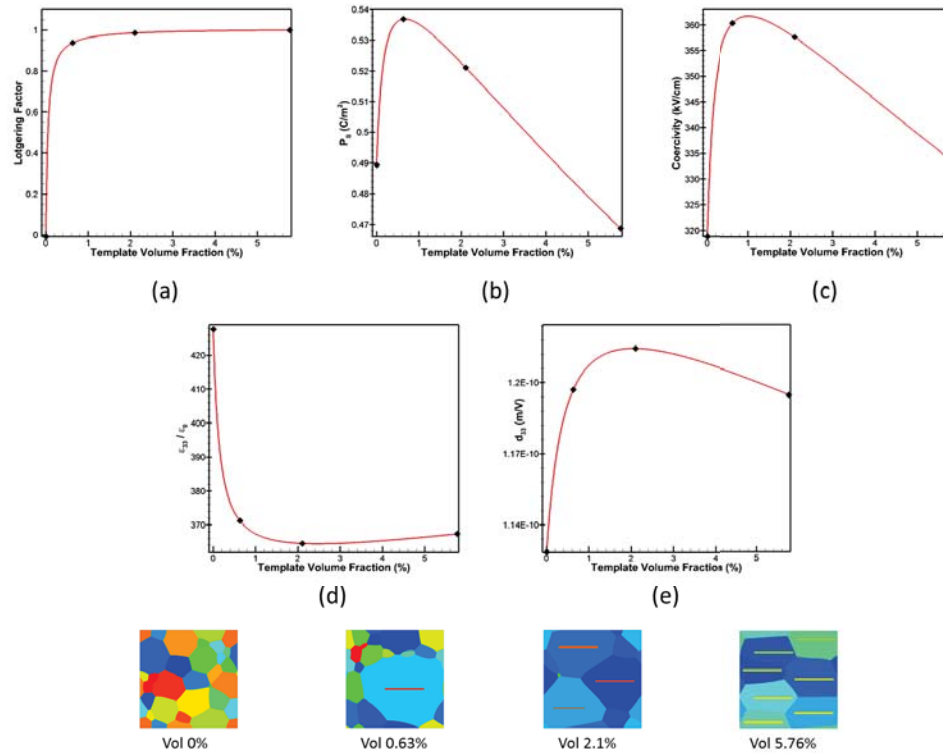 Lotgering Factor
1
0.8
0.6
0.4
0.2
0
0 1 2 3 4 5
Template Volume Fraction (%)
(a)
Ps (C/m²)
0.54
0.53
0.52
0.51
0.5
0.49
0.48
0.47
0 1 2 3 4 5
Template Volume Fraction (%)
(b)
Coercivity (kV/cm)
360
355
350
345
340
335
330
325
320
0 1 2 3 4 5
Template Volume Fraction (%)
(c)
ε33 / ε0
420
410
400
390
380
370
0 1 2 3 4 5
Template Volume Fraction (%)
(d)
d33 (m/V)
1.2E-10
1.17E-10
1.14E-10
0 1 2 3 4 5
Template Volume Fraction (%)
(e)
Vol 0% Vol 0.63% Vol 2.1% Vol 5.76%